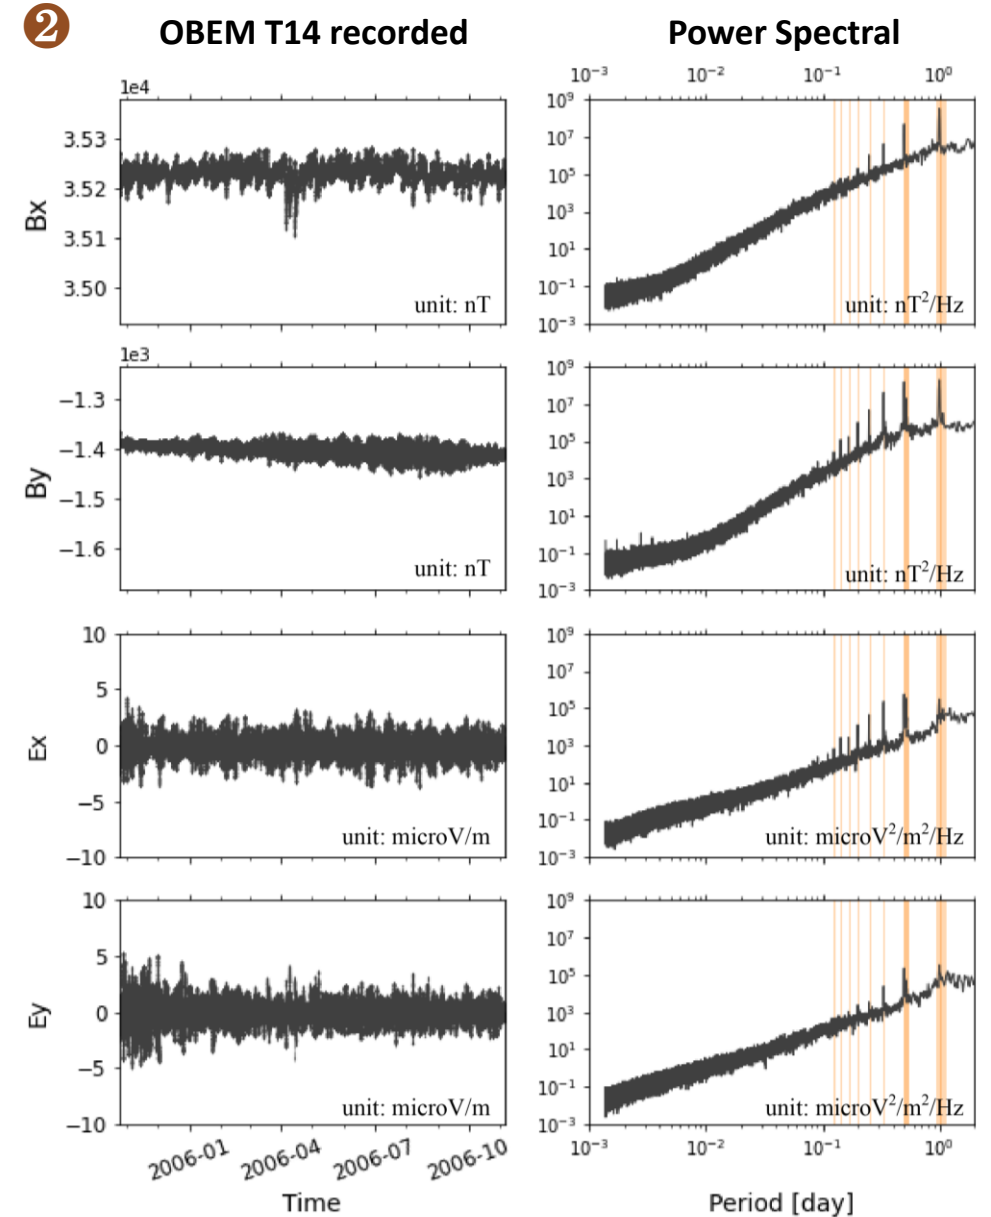 2 OBEM T14 recorded Power Spectral
10⁻³ 10⁻² 10⁻¹ 10⁰
1e4
3.53
3.52
3.51
3.50
Bx
unit: nT
10⁹
10⁷
10⁵
10³
10¹
10⁻¹
10⁻³
unit: nT²/Hz
1e3
−1.3
−1.4
−1.5
−1.6
By
unit: nT
10⁹
10⁷
10⁵
10³
10¹
10⁻¹
10⁻³
unit: nT²/Hz
10
5
0
−5
−10
Ex
unit: microV/m
10⁹
10⁷
10⁵
10³
10¹
10⁻¹
10⁻³
unit: microV²/m²/Hz
10
5
0
−5
−10
Ey
unit: microV/m
10⁹
10⁷
10⁵
10³
10¹
10⁻¹
10⁻³
unit: microV²/m²/Hz
2006-01 2006-04 2006-07 2006-10
Time
10⁻³ 10⁻² 10⁻¹ 10⁰
Period [day]